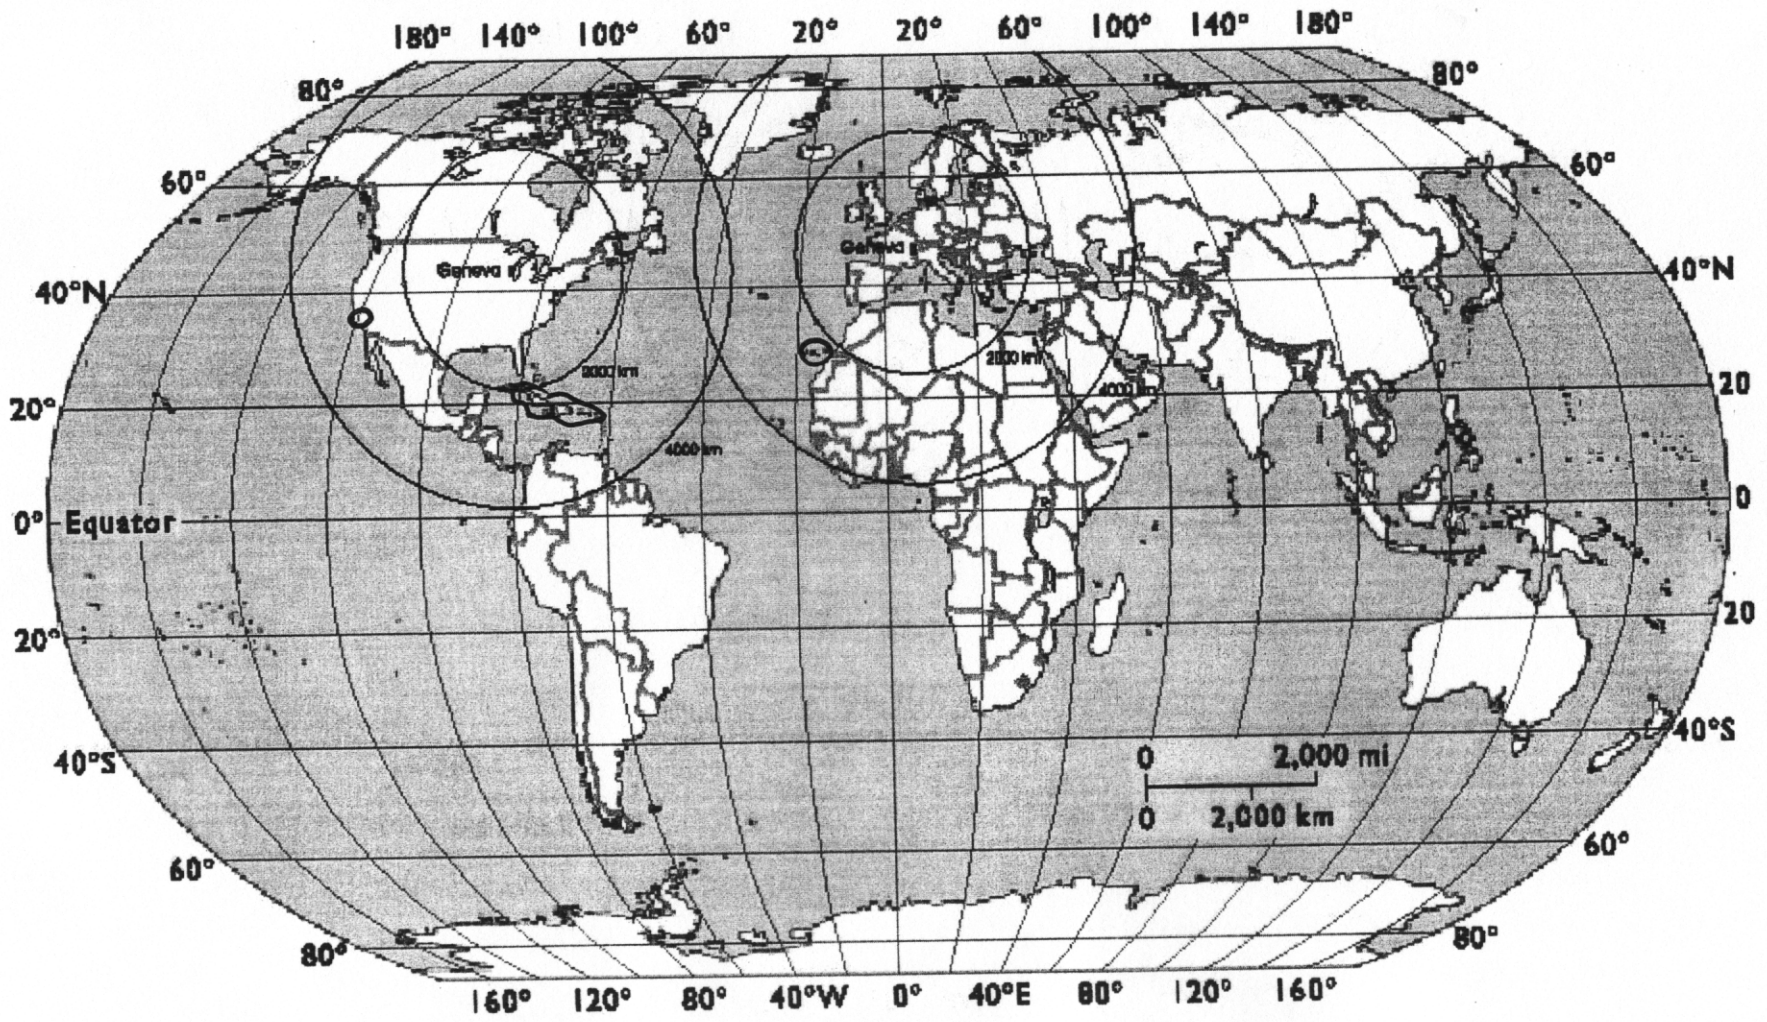 180° 140° 100° 60° 20° 20° 60° 100° 140° 180°
80° 80°
60° 60°
Geneva Geneva
40°N 40°N
2000 km 2000 km
4000 km
20° 20
4000 km
0° Equator 0
20° 20
40°S 40°S
0 2,000 mi
0 2,000 km
60° 60°
80° 80°
160° 120° 80° 40°W 0° 40°E 80° 120° 160°